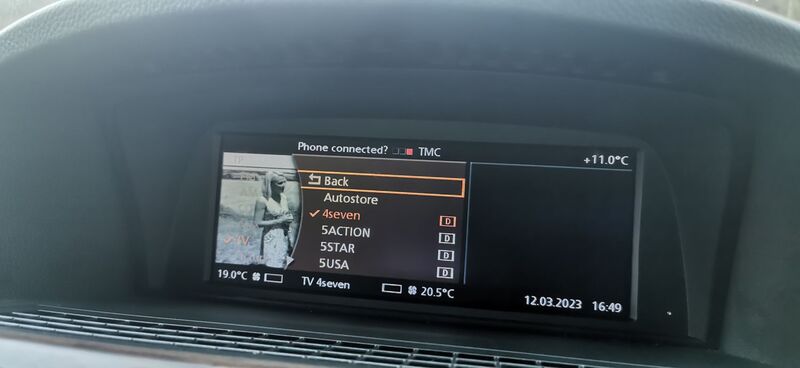 Phone connected? TMC
+11.0°C
Back
Autostore
4seven D
5ACTION D
5STAR D
5USA D
TV
19.0°C
TV 4seven
20.5°C
12.03.2023 16:49